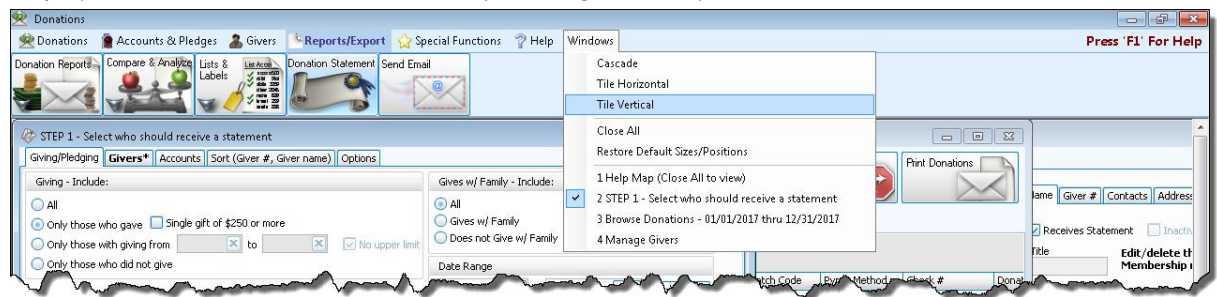 Donations
Donations Accounts & Pledges Givers Reports/Export Special Functions Help Windows Press 'F1' For Help
Donation Reports Compare & Analyze Lists & Labels Donation Statement Send Email
Cascade
Tile Horizontal
Tile Vertical
Close All
Restore Default Sizes/Positions
1 Help Map (Close All to view)
2 STEP 1 - Select who should receive a statement
3 Browse Donations - 01/01/2017 thru 12/31/2017
4 Manage Givers
STEP 1 - Select who should receive a statement
Giving/Pledging Givers* Accounts Sort (Giver #, Giver name) Options
Giving - Include:
All
Only those who gave Single gift of $250 or more
Only those with giving from to No upper limit
Only those who did not give
Gives w/ Family - Include:
All
Gives w/ Family
Does not Give w/ Family
Date Range
Print Donations
Giver # Contacts Address
Receives Statement Inactiv
Title Edit/delete th
Membership
Check # Donat